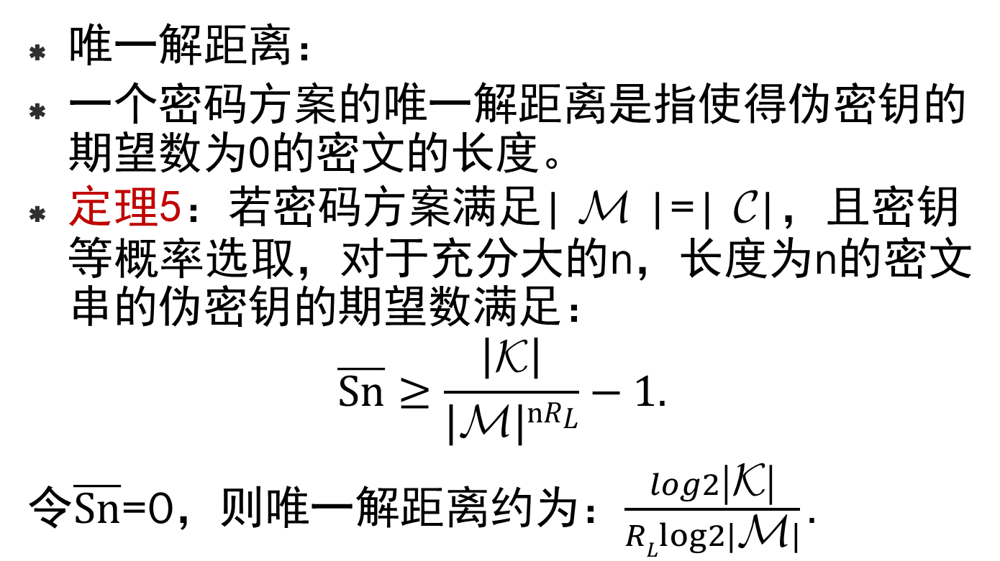 * 唯一解距离：
* 一个密码方案的唯一解距离是指使得伪密钥的
期望数为0的密文的长度。
* 定理5：若密码方案满足| ℳ |=| 𝒞|，且密钥
等概率选取，对于充分大的n，长度为n的密文
串的伪密钥的期望数满足：
$\overline{\mathrm{Sn}} \geq \frac{|\mathcal{K}|}{|\mathcal{M}|^{\mathrm{n}R_L}} - 1.$
令$\overline{\mathrm{Sn}}$=0，则唯一解距离约为：$\frac{log2|\mathcal{K}|}{R_L \mathrm{log}2|\mathcal{M}|}.$